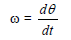 ω = dθ/dt